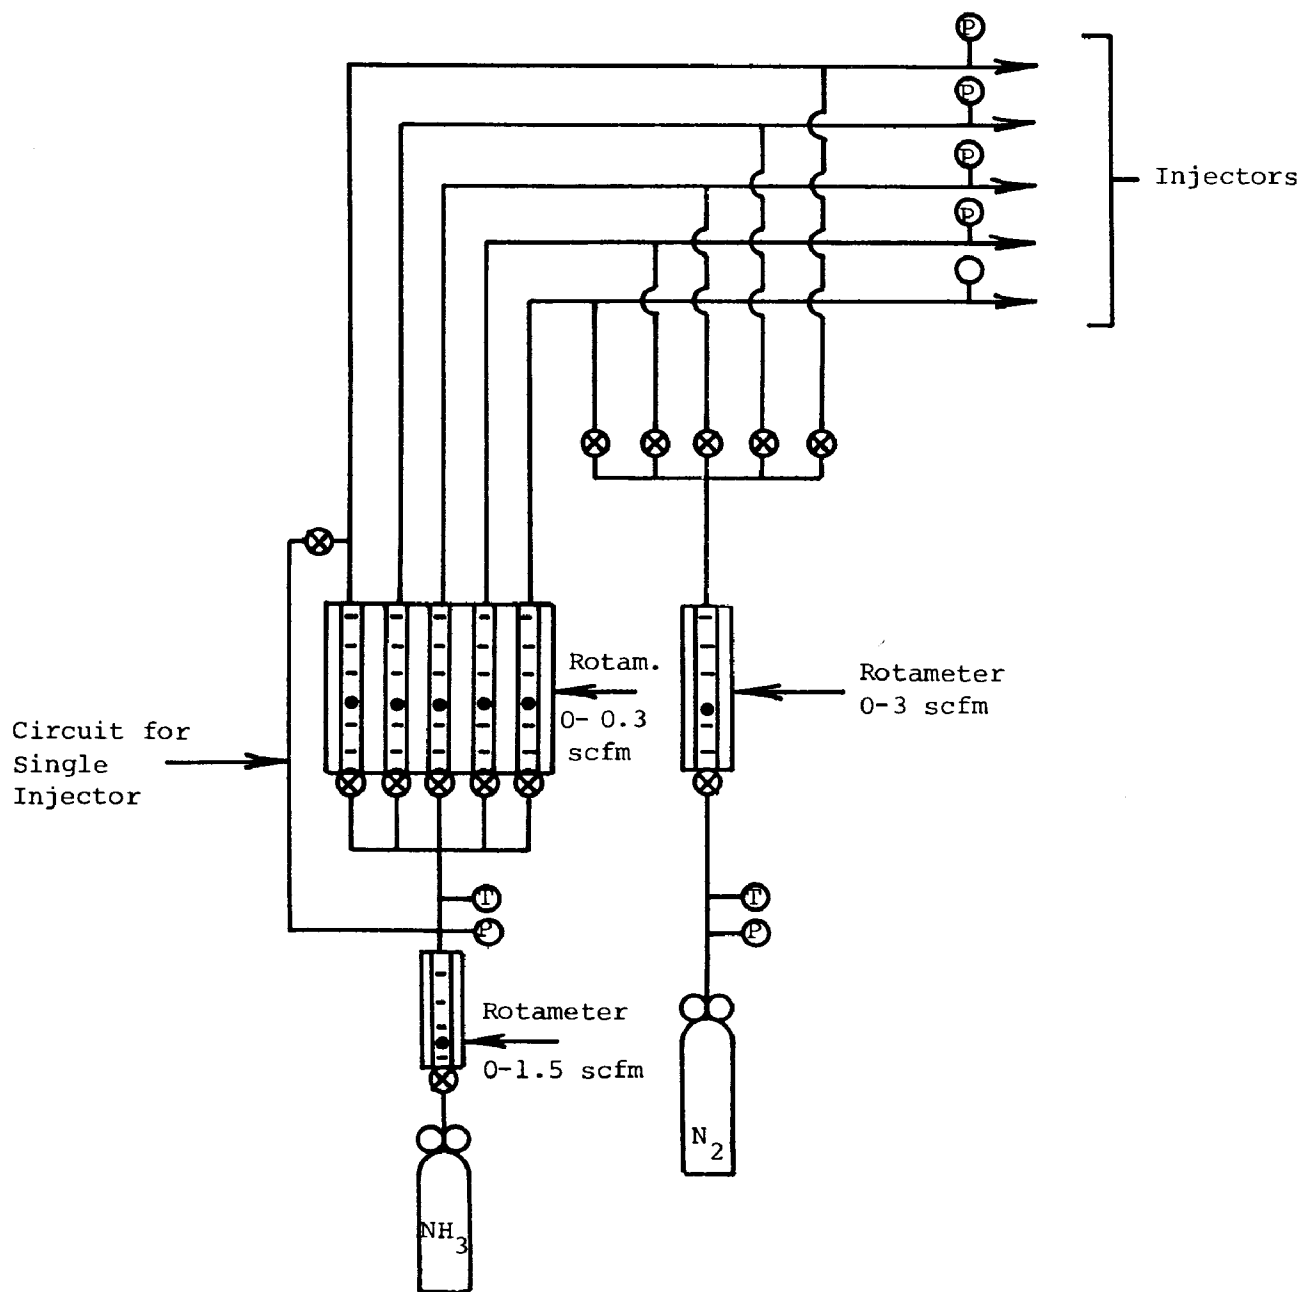 P
P
P
P
Injectors
Rotam.
0- 0.3
scfm
Rotameter
0-3 scfm
Circuit for
Single
Injector
T
P
T
P
Rotameter
0-1.5 scfm
N2
NH3